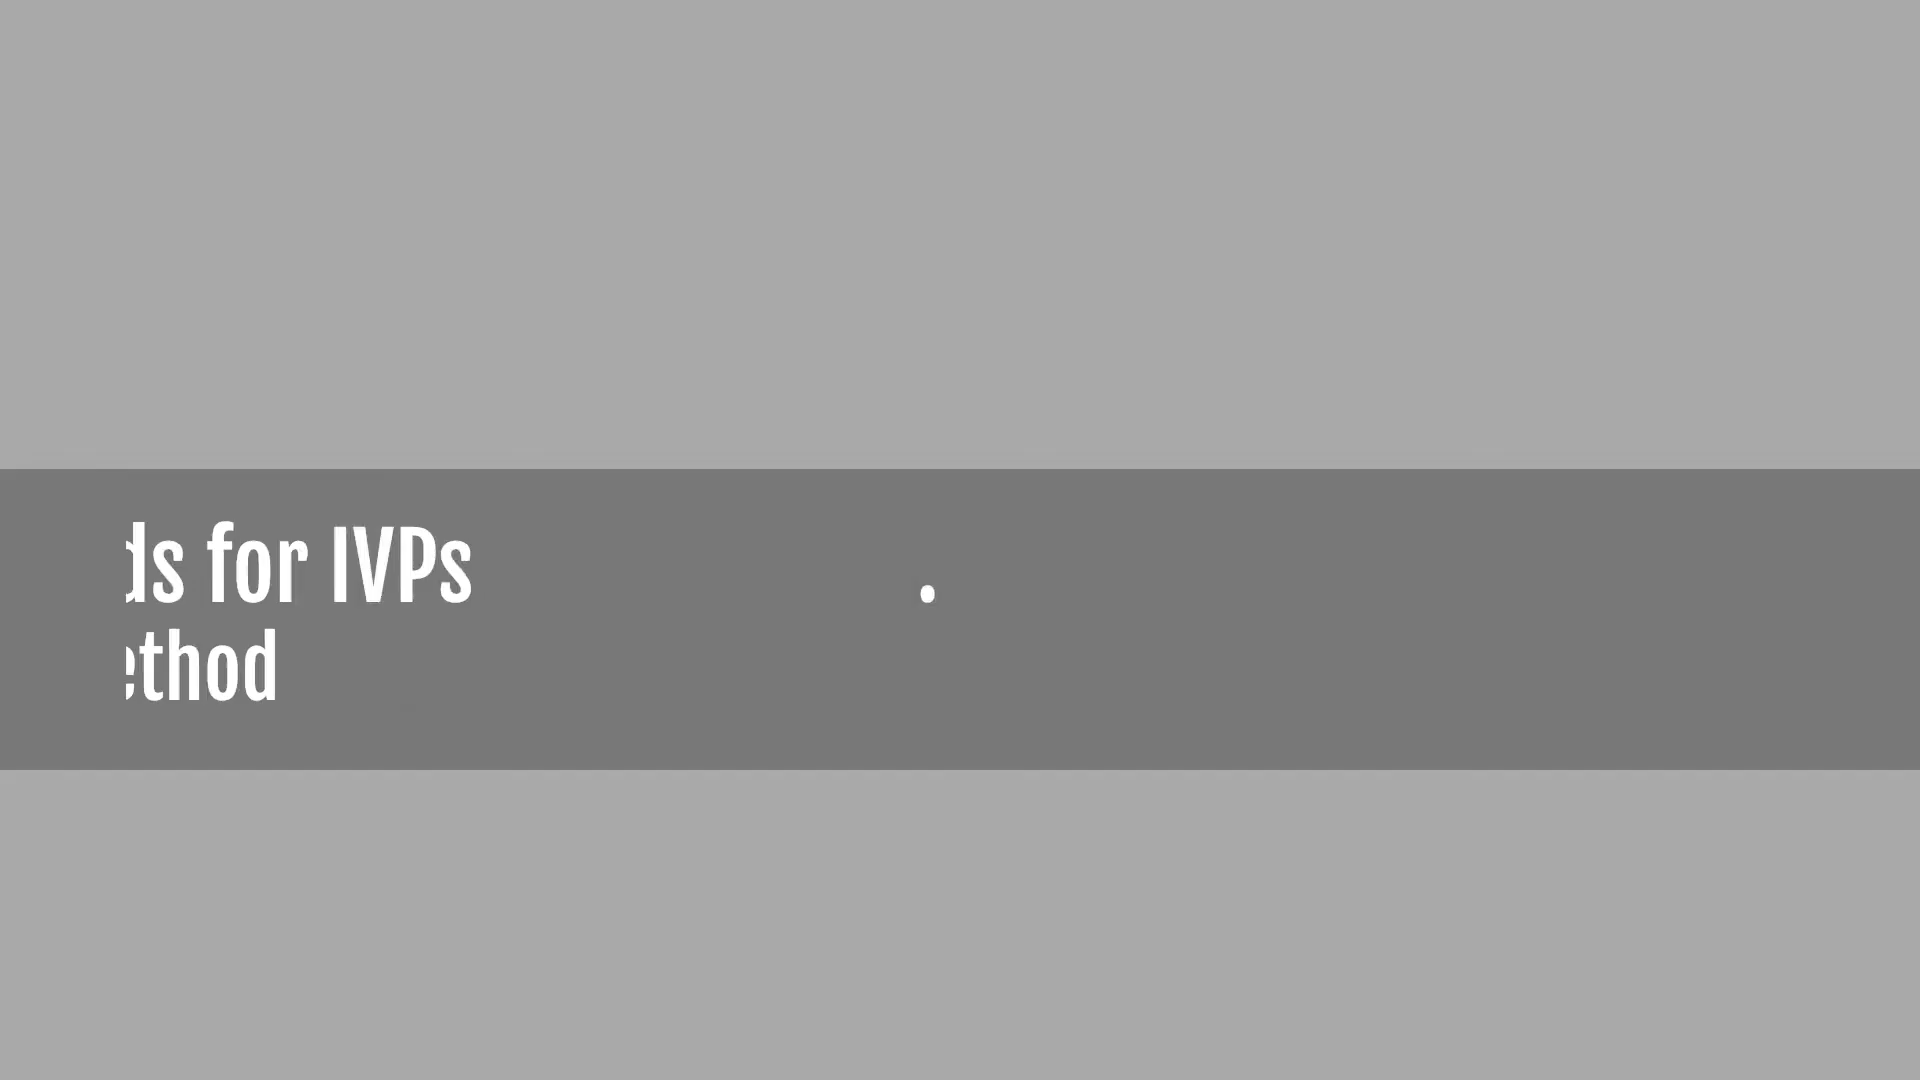 ds for IVPs .
ethod